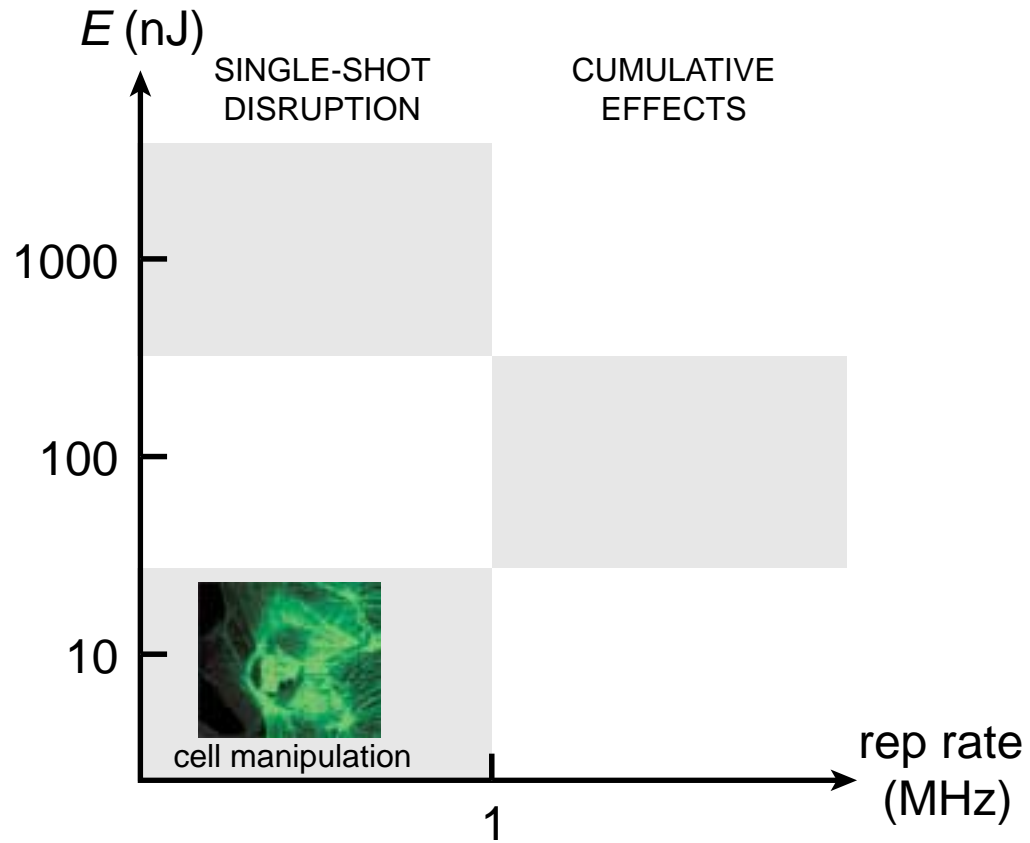 E (nJ)
SINGLE-SHOT
DISRUPTION
CUMULATIVE
EFFECTS
1000
100
10
cell manipulation
rep rate
(MHz)
1